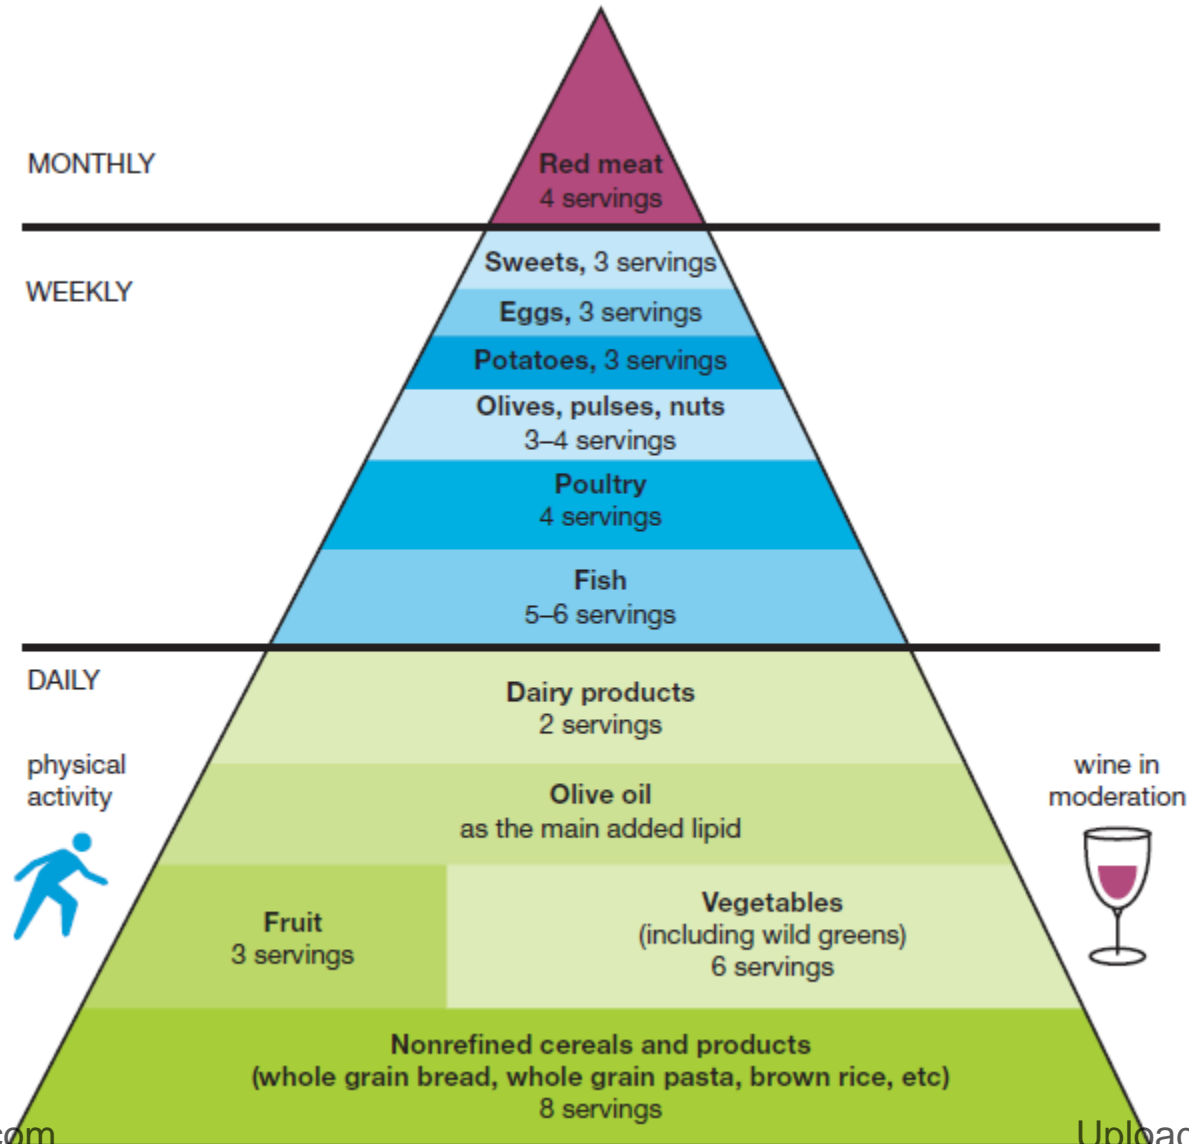 MONTHLY
Red meat
4 servings
WEEKLY
Sweets, 3 servings
Eggs, 3 servings
Potatoes, 3 servings
Olives, pulses, nuts
3–4 servings
Poultry
4 servings
Fish
5–6 servings
DAILY
Dairy products
2 servings
physical
activity
wine in
moderation
Olive oil
as the main added lipid
Fruit
3 servings
Vegetables
(including wild greens)
6 servings
Nonrefined cereals and products
(whole grain bread, whole grain pasta, brown rice, etc)
8 servings